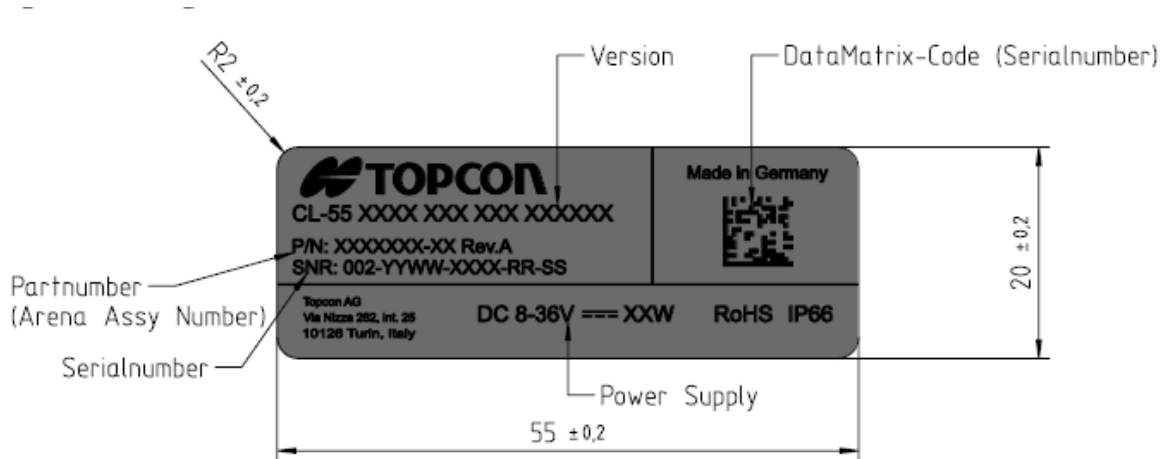 R2 ±0,2
Version
DataMatrix-Code (Serialnumber)
TOPCON
CL-55 XXXX XXX XXX XXXXXX
P/N: XXXXXXX-XX Rev.A
SNR: 002-YYWW-XXXX-RR-SS
Made in Germany
Partnumber
(Arena Assy Number)
Serialnumber
Topcon AG
Via Nizza 262, int. 25
10126 Turin, Italy
DC 8-36V XXW RoHS IP66
Power Supply
20 ±0,2
55 ±0,2